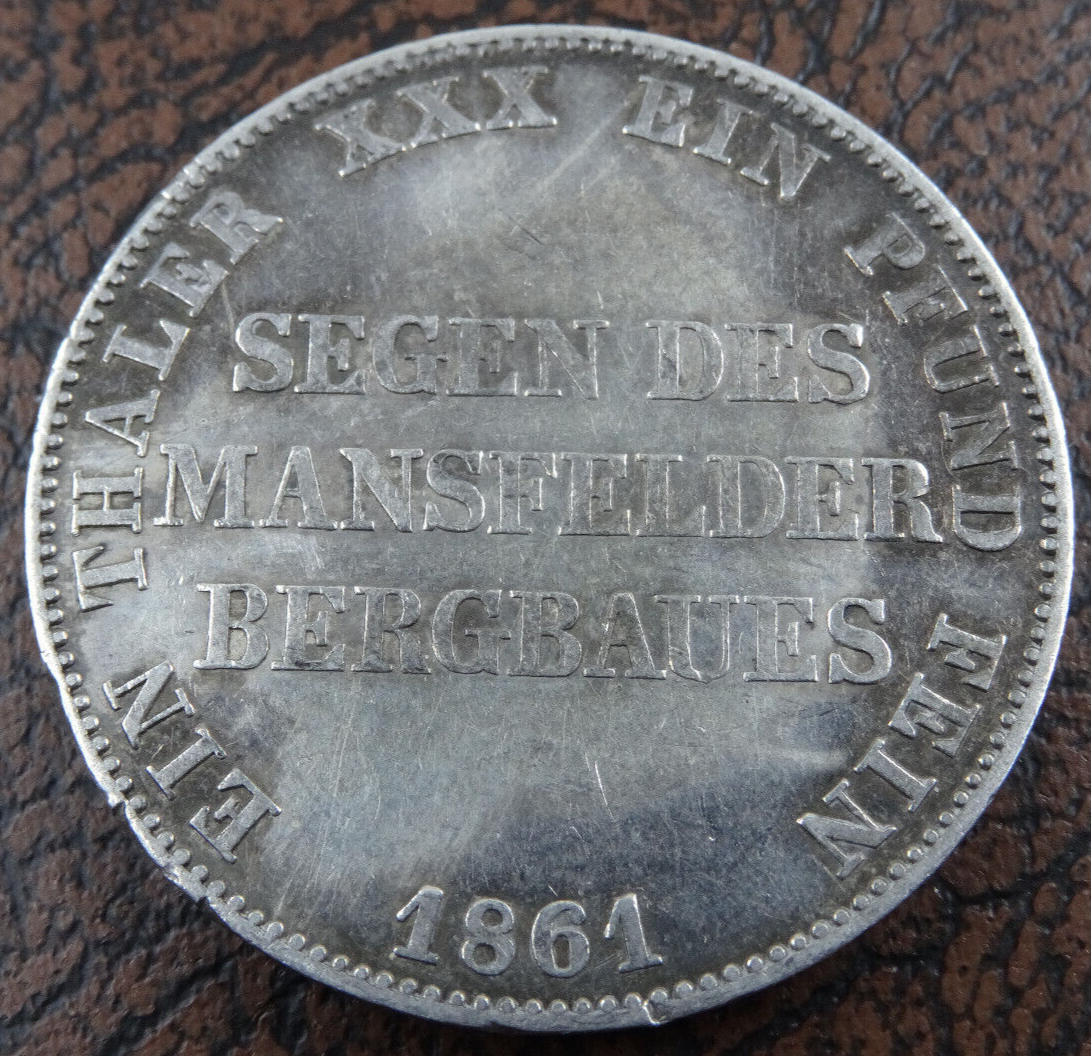 EIN THALER XXX EIN PFUND FEIN
SEGEN DES
MANSFELDER
BERGBAUES
1861